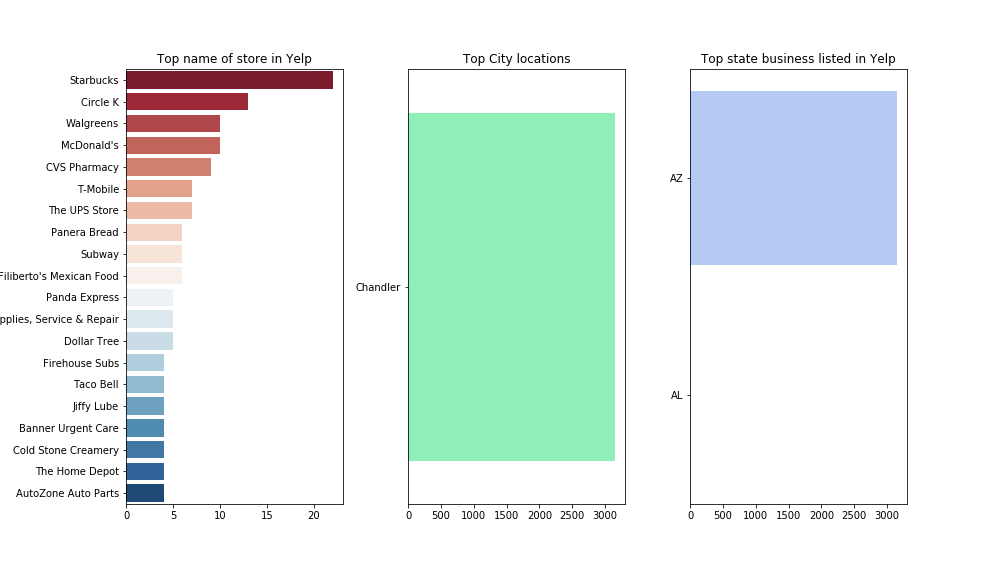 Top name of store in Yelp
Starbucks
Circle K
Walgreens
McDonald's
CVS Pharmacy
T-Mobile
The UPS Store
Panera Bread
Subway
Filiberto's Mexican Food
Panda Express
pplies, Service & Repair
Dollar Tree
Firehouse Subs
Taco Bell
Jiffy Lube
Banner Urgent Care
Cold Stone Creamery
The Home Depot
AutoZone Auto Parts
0 5 10 15 20
Top City locations
Chandler
0 500 1000 1500 2000 2500 3000
Top state business listed in Yelp
AZ
AL
0 500 1000 1500 2000 2500 3000